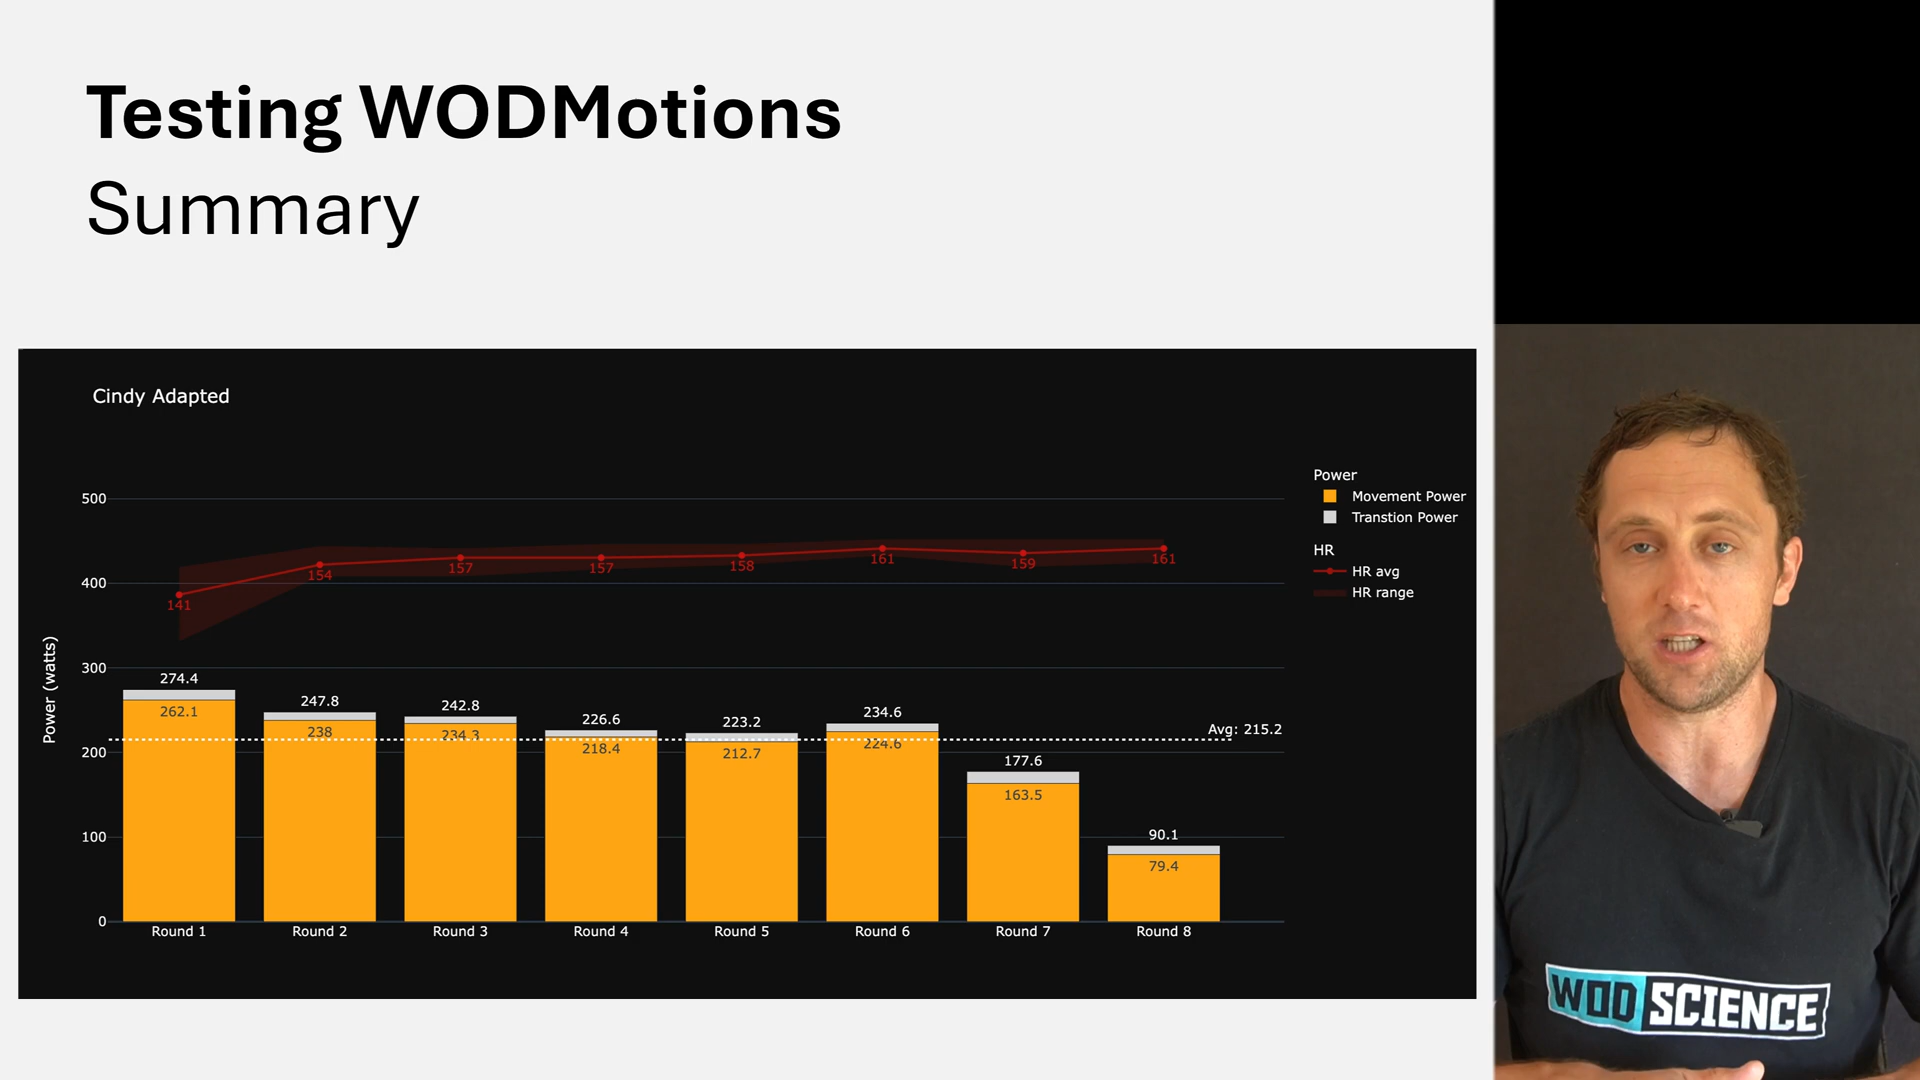 Testing WODMotions
Summary
Cindy Adapted
Power (watts)
500
400
300
200
100
0
141
154
157
157
158
161
159
161
274.4
247.8
242.8
226.6
223.2
234.6
177.6
90.1
262.1
238
234.3
218.4
212.7
224.6
163.5
79.4
Avg: 215.2
Round 1
Round 2
Round 3
Round 4
Round 5
Round 6
Round 7
Round 8
Power
Movement Power
Transtion Power
HR
HR avg
HR range
WOD SCIENCE